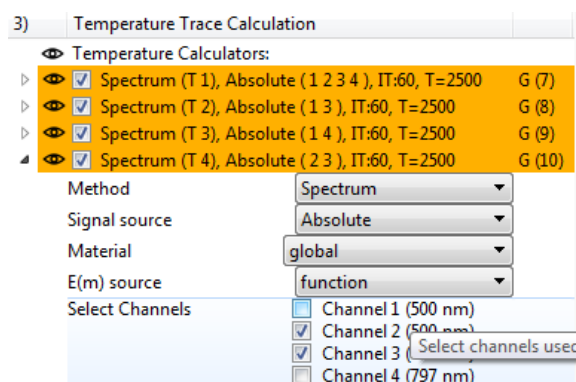 3) Temperature Trace Calculation
Temperature Calculators:
Spectrum (T 1), Absolute ( 1 2 3 4 ), IT:60, T=2500 G (7)
Spectrum (T 2), Absolute ( 1 3 ), IT:60, T=2500 G (8)
Spectrum (T 3), Absolute ( 1 4 ), IT:60, T=2500 G (9)
Spectrum (T 4), Absolute ( 2 3 ), IT:60, T=2500 G (10)
Method Spectrum
Signal source Absolute
Material global
E(m) source function
Select Channels Channel 1 (500 nm)
Channel 2 (500 nm)
Channel 3 ( Select channels used
Channel 4 (797 nm)